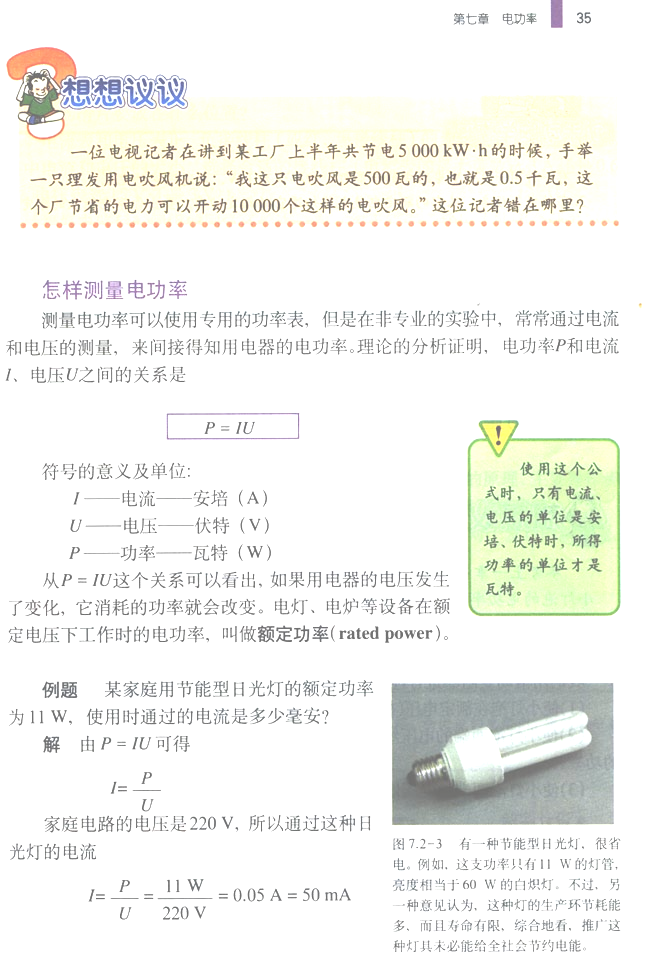 第七章 电功率 35
想想议议
一位电视记者在讲到某工厂上半年共节电5 000 kW·h的时候，手举
一只理发用电吹风机说：“我这只电吹风是500瓦的，也就是0.5千瓦，这
个厂节省的电力可以开动10 000个这样的电吹风。”这位记者错在哪里？
怎样测量电功率
测量电功率可以使用专用的功率表，但是在非专业的实验中，常常通过电流
和电压的测量，来间接得知用电器的电功率。理论的分析证明，电功率P和电流
I、电压U之间的关系是
P = IU
符号的意义及单位：
I ——电流——安培（A）
U ——电压——伏特（V）
P ——功率——瓦特（W）
从P = IU这个关系可以看出，如果用电器的电压发生
了变化，它消耗的功率就会改变。电灯、电炉等设备在额
定电压下工作时的电功率，叫做额定功率（rated power）。
!
使用这个公
式时，只有电流、
电压的单位是安
培、伏特时，所得
功率的单位才是
瓦特。
例题 某家庭用节能型日光灯的额定功率
为 11 W，使用时通过的电流是多少毫安？
解 由 P = IU 可得
I= P
U
家庭电路的电压是 220 V，所以通过这种日
光灯的电流
I= P = 11 W = 0.05 A = 50 mA
U 220 V
图 7.2-3 有一种节能型日光灯，很省
电。例如，这支功率只有 11 W 的灯管，
亮度相当于 60 W 的白炽灯。不过，另
一种意见认为，这种灯的生产环节耗能
多，而且寿命有限，综合地看，推广这
种灯具未必能给全社会节约电能。